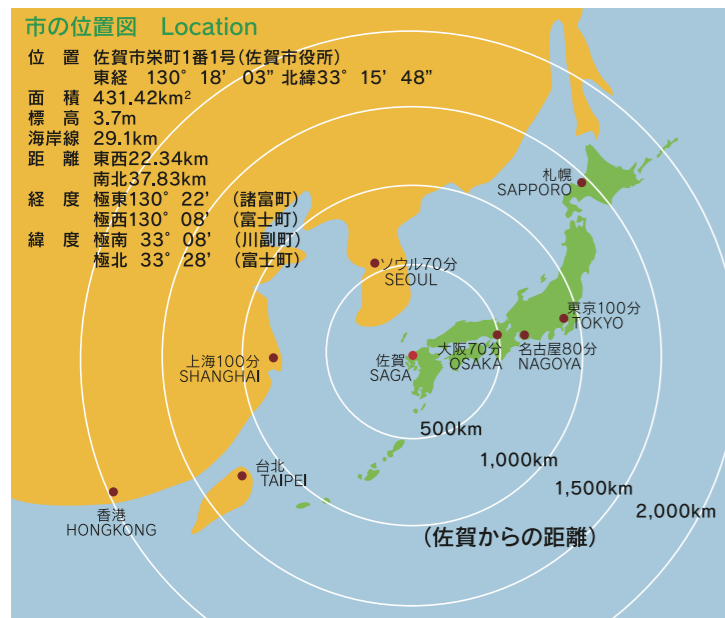 市の位置図 Location
位 置 佐賀市栄町1番1号(佐賀市役所)
東経 130° 18’ 03” 北緯33° 15’ 48”
面 積 431.42km²
標 高 3.7m
海岸線 29.1km
距 離 東西22.34km
南北37.83km
経 度 極東130° 22’ (諸富町)
極西130° 08’ (富士町)
緯 度 極南 33° 08’ (川副町)
極北 33° 28’ (富士町)
札幌
SAPPORO
ソウル70分
SEOUL
東京100分
TOKYO
大阪70分
OSAKA
名古屋80分
NAGOYA
佐賀
SAGA
上海100分
SHANGHAI
台北
TAIPEI
香港
HONGKONG
500km
1,000km
1,500km
2,000km
(佐賀からの距離)